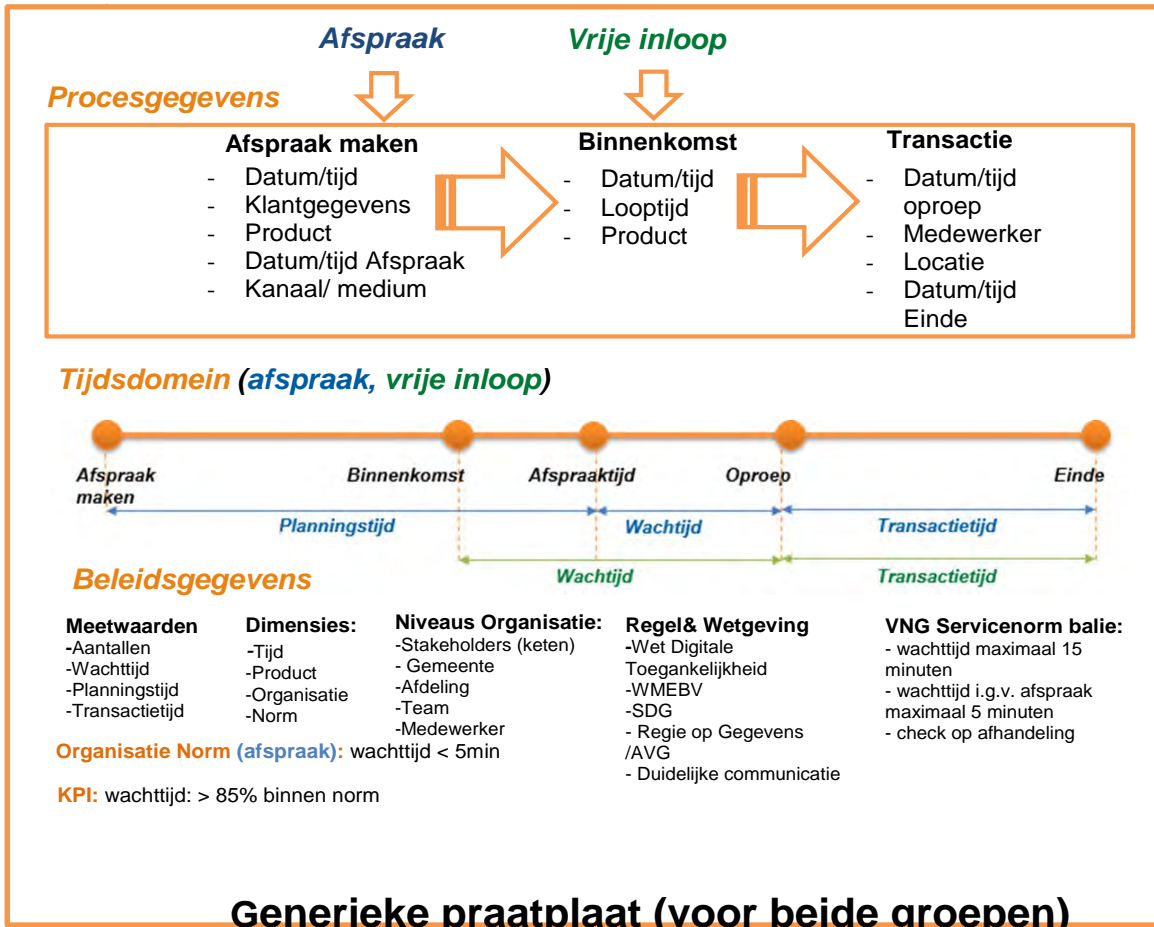 Afspraak
Vrije inloop
Procesgegevens
Afspraak maken
- Datum/tijd
- Klantgegevens
- Product
- Datum/tijd Afspraak
- Kanaal/ medium
Binnenkomst
- Datum/tijd
- Looptijd
- Product
Transactie
- Datum/tijd
oproep
- Medewerker
- Locatie
- Datum/tijd
Einde
Tijdsdomein (afspraak, vrije inloop)
Afspraak
maken
Binnenkomst
Afspraaktijd
Oproep
Einde
Planningstijd
Wachtijd
Transactietijd
Wachtijd
Transactietijd
Beleidsgegevens
Meetwaarden
-Aantallen
-Wachttijd
-Planningstijd
-Transactietijd
Dimensies:
-Tijd
-Product
-Organisatie
-Norm
Niveaus Organisatie:
-Stakeholders (keten)
- Gemeente
-Afdeling
-Team
-Medewerker
Regel& Wetgeving
-Wet Digitale
Toegankelijkheid
-WMEBV
-SDG
- Regie op Gegevens
/AVG
- Duidelijke communicatie
VNG Servicenorm balie:
- wachttijd maximaal 15
minuten
- wachttijd i.g.v. afspraak
maximaal 5 minuten
- check op afhandeling
Organisatie Norm (afspraak): wachttijd < 5min
KPI: wachttijd: > 85% binnen norm
Generieke praatplaat (voor beide groepen)